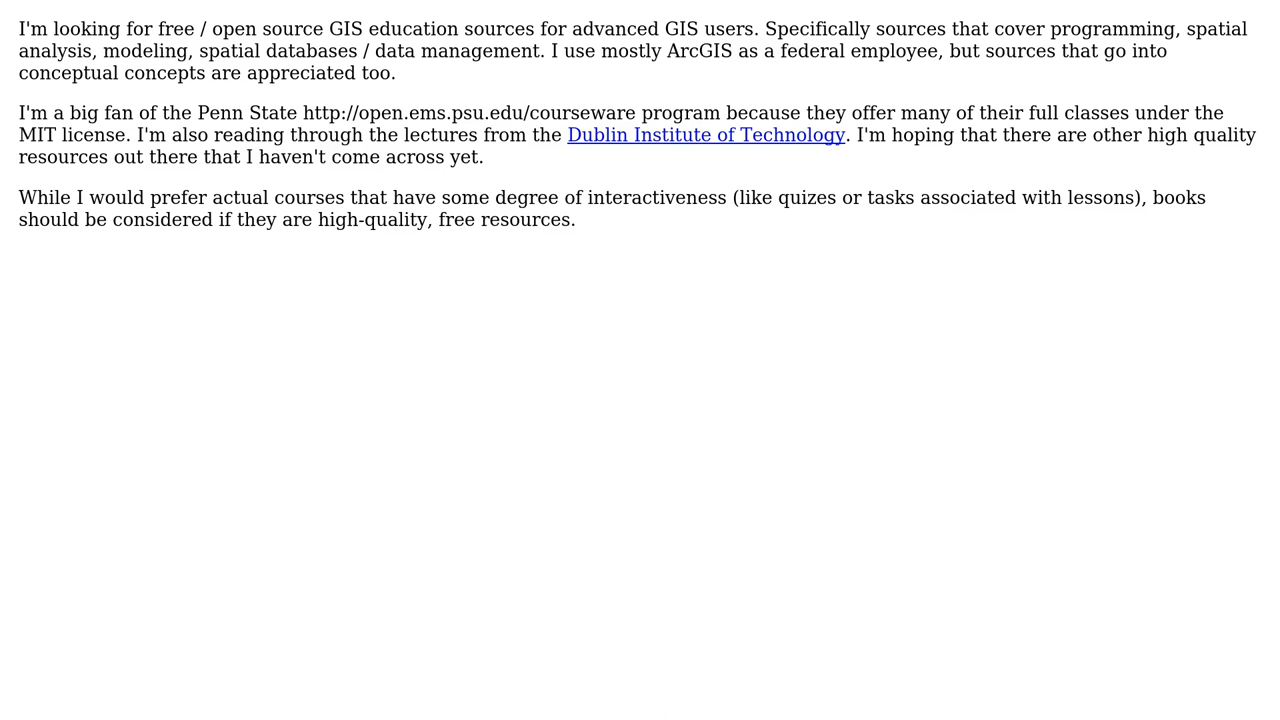 I'm looking for free / open source GIS education sources for advanced GIS users. Specifically sources that cover programming, spatial
analysis, modeling, spatial databases / data management. I use mostly ArcGIS as a federal employee, but sources that go into
conceptual concepts are appreciated too.
I'm a big fan of the Penn State http://open.ems.psu.edu/courseware program because they offer many of their full classes under the
MIT license. I'm also reading through the lectures from the Dublin Institute of Technology. I'm hoping that there are other high quality
resources out there that I haven't come across yet.
While I would prefer actual courses that have some degree of interactiveness (like quizes or tasks associated with lessons), books
should be considered if they are high-quality, free resources.